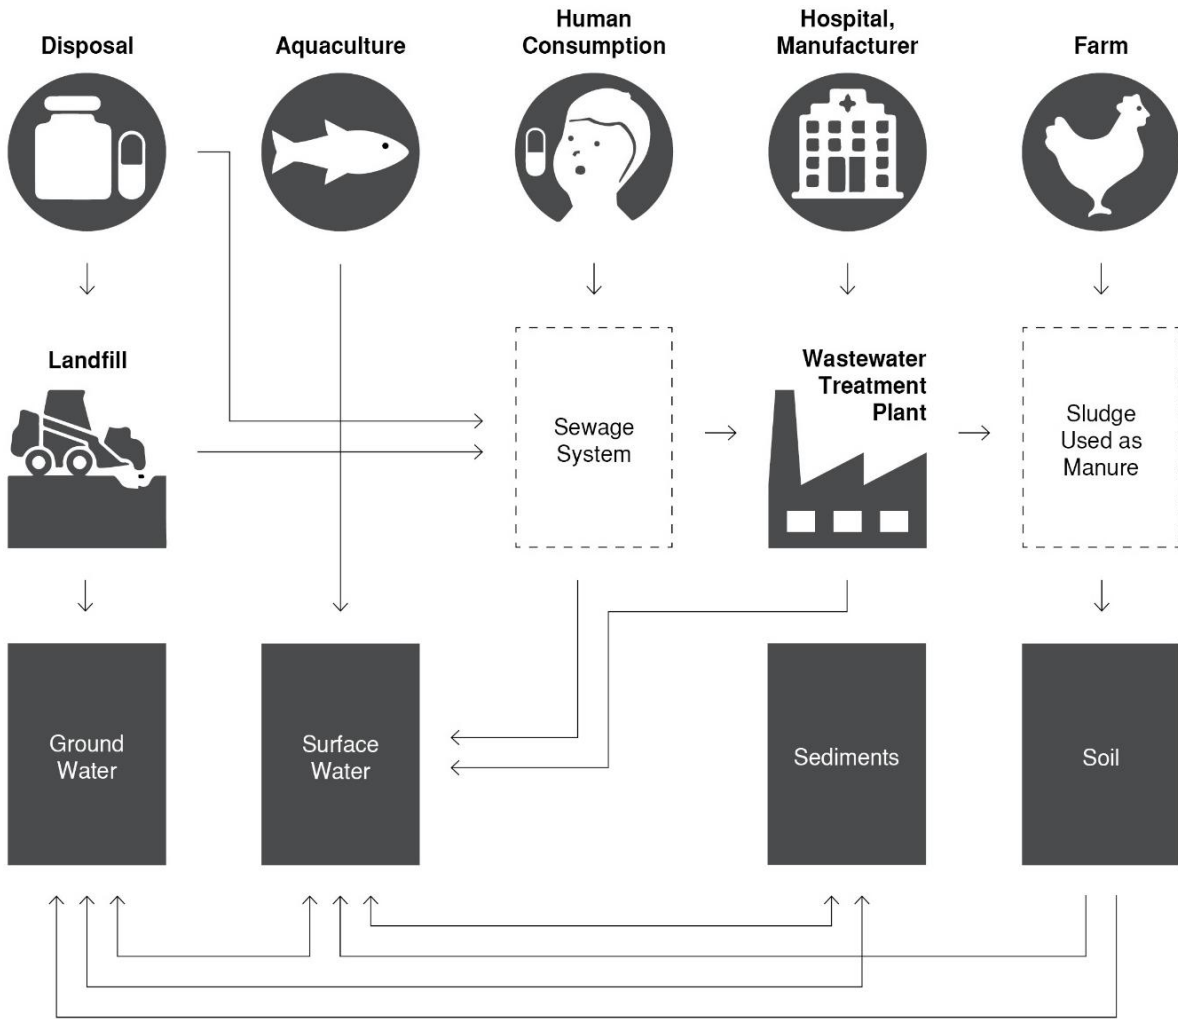 Disposal
Aquaculture
Human
Consumption
Hospital,
Manufacturer
Farm
Landfill
Sewage
System
Wastewater
Treatment
Plant
Sludge
Used as
Manure
Ground
Water
Surface
Water
Sediments
Soil